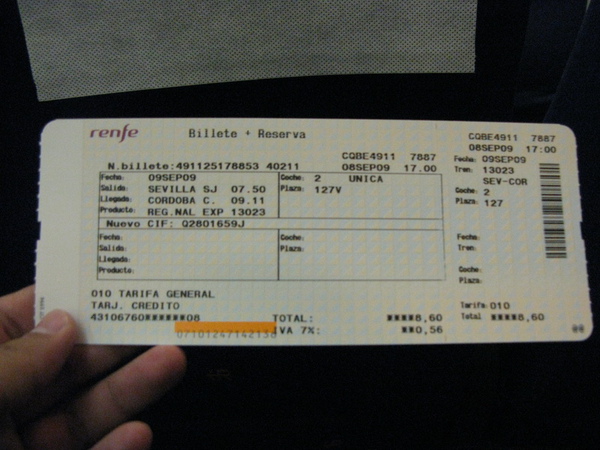 renfe Billete + Reserva
CQBE4911 7887
08SEP09 17:00
N.billete:491125178853 40211
CQBE4911 7887
08SEP09 17.00
Fecha: 09SEP09
Salida: SEVILLA SJ 07.50
Llegada: CORDOBA C. 09.11
Producto: REG.NAL EXP 13023
Coche: 2 UNICA
Plaza: 127V
Nuevo CIF: Q2801659J
Fecha:
Salida:
Llegada:
Producto:
Coche:
Plaza:
010 TARIFA GENERAL
TARJ. CREDITO
43106760******08
07101247142138
TOTAL: ****8,60
IVA 7%: **0,56
Fecha: 09SEP09
Tren: 13023
SEV-COR
Coche: 2
Plaza: 127
Fecha:
Tren:
Coche:
Plaza:
Tarifa: 010
Total ****8,60